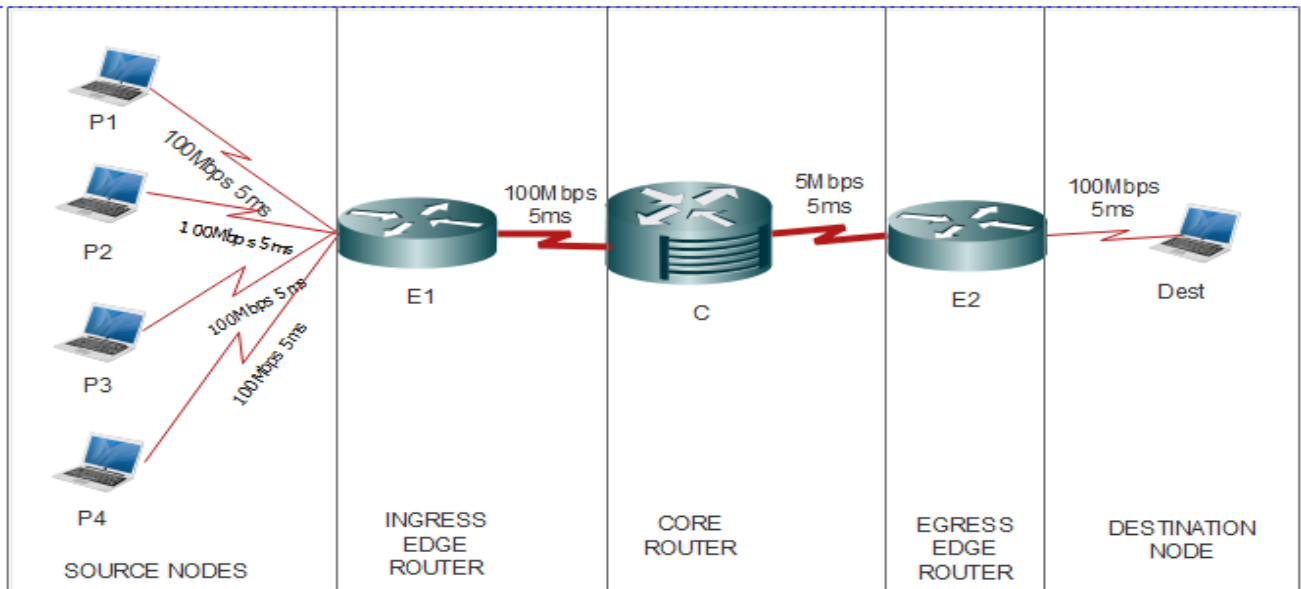 P1
100Mbps 5ms
P2
100Mbps 5ms
P3
100Mbps 5ms
P4
100Mbps 5ms
SOURCE NODES
E1
INGRESS
EDGE
ROUTER
100Mbps
5ms
C
CORE
ROUTER
5Mbps
5ms
E2
EGRESS
EDGE
ROUTER
100Mbps
5ms
Dest
DESTINATION
NODE